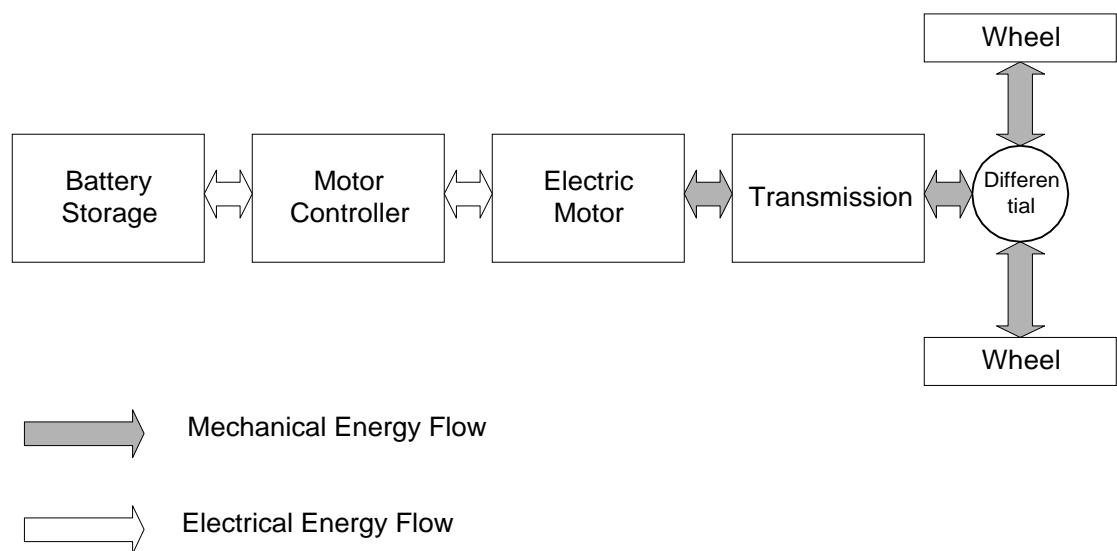 Wheel
Battery
Storage
Motor
Controller
Electric
Motor
Transmission
Differen
tial
Wheel
Mechanical Energy Flow
Electrical Energy Flow